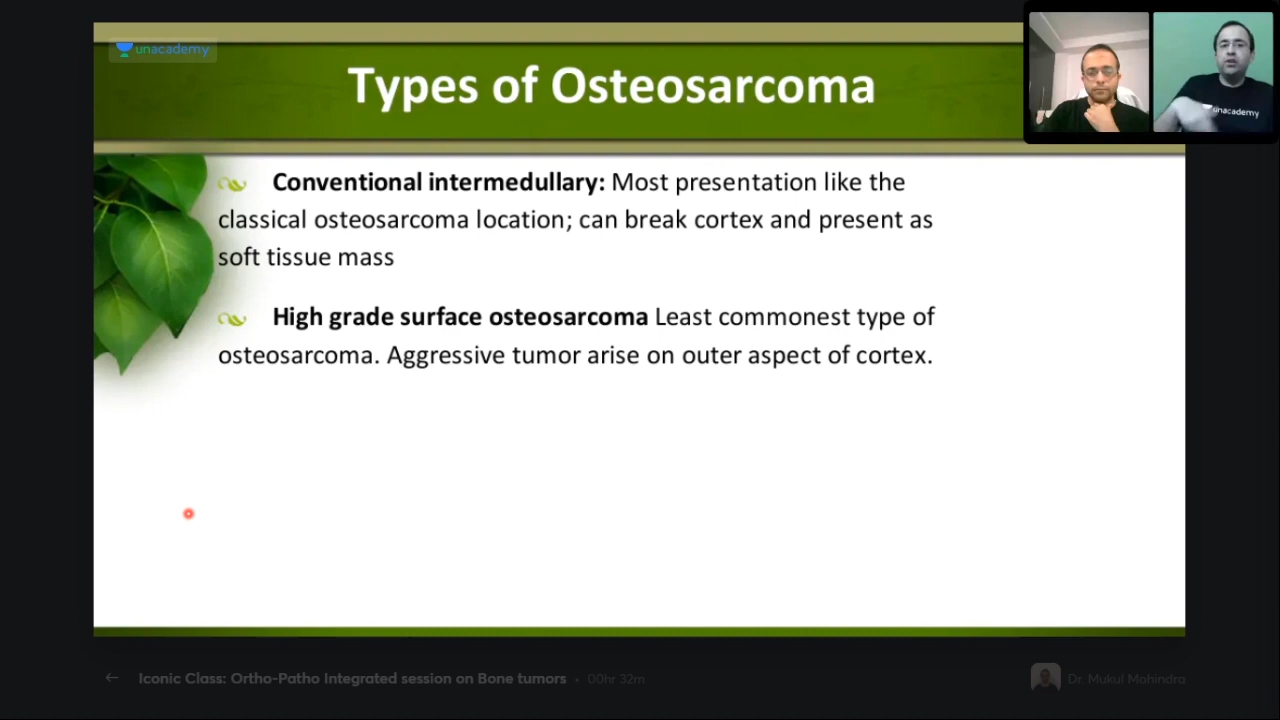 unacademy
Types of Osteosarcoma
unacademy
Conventional intermedullary: Most presentation like the
classical osteosarcoma location; can break cortex and present as
soft tissue mass
High grade surface osteosarcoma Least commonest type of
osteosarcoma. Aggressive tumor arise on outer aspect of cortex.
← Iconic Class: Ortho-Patho Integrated session on Bone tumors • 00hr 32m
Dr. Mukul Mohindra